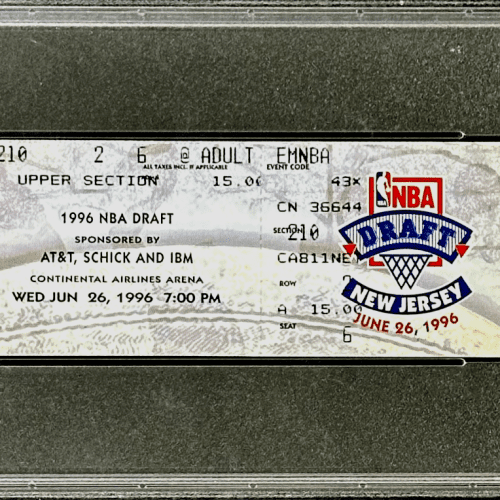 210 2 6 @ ADULT EMNBA
ALL TAXES INCL. IF APPLICABLE EVENT CODE
UPPER SECTION 15.00 43X
1996 NBA DRAFT
SPONSORED BY
AT&T, SCHICK AND IBM
CONTINENTAL AIRLINES ARENA
WED JUN 26, 1996 7:00 PM
CN 36644
SECTION 210
CA811NE
ROW
A 15.00
SEAT 6
NBA
DRAFT
NEW JERSEY
JUNE 26, 1996